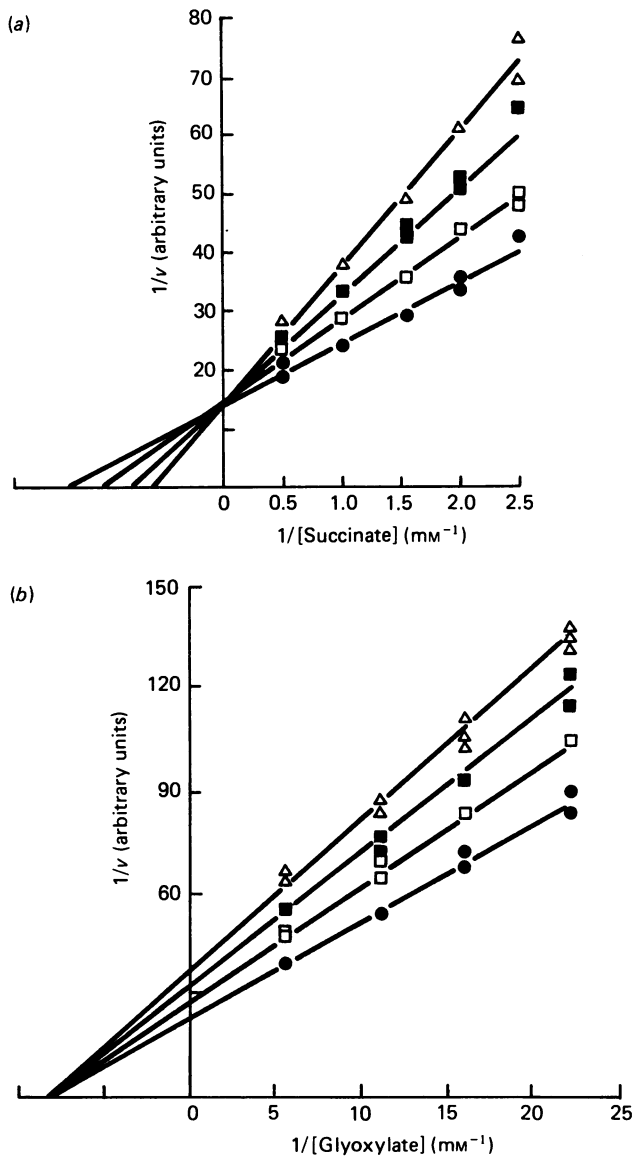 (a)
80
70
60
50
40
30
20
1/v (arbitrary units)
0 0.5 1.0 1.5 2.0 2.5
1/[Succinate] (mM⁻¹)
(b)
150
120
90
60
1/v (arbitrary units)
0 5 10 15 20 25
1/[Glyoxylate] (mM⁻¹)